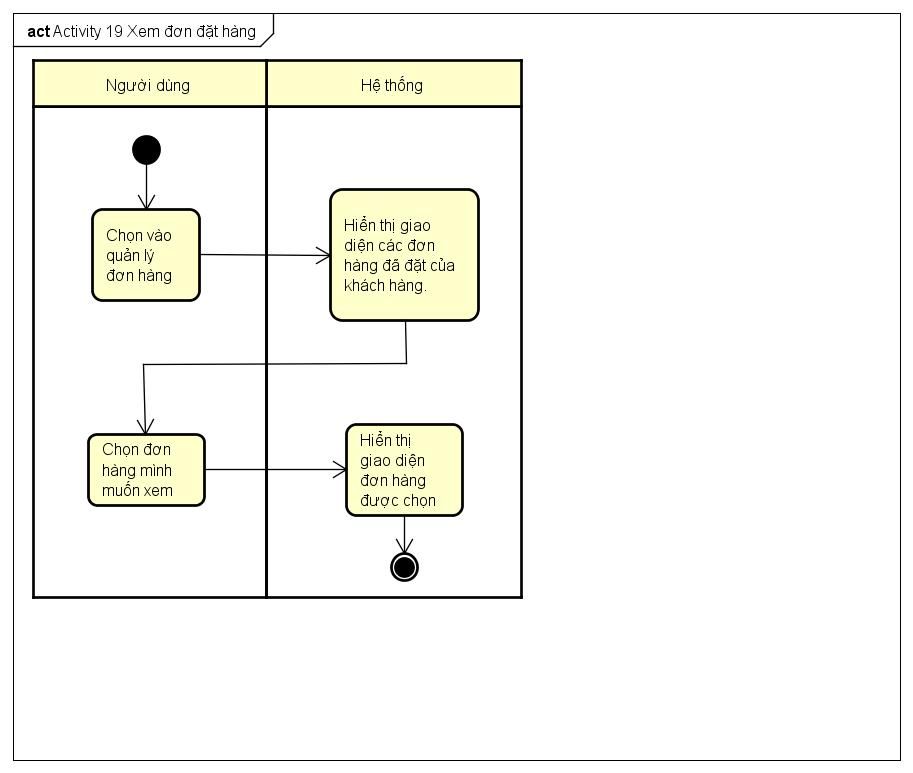 act Activity 19 Xem đơn đặt hàng
Người dùng
Hệ thống
Chọn vào
quản lý
đơn hàng
Hiển thị giao
diện các đơn
hàng đã đặt của
khách hàng.
Chọn đơn
hàng mình
muốn xem
Hiển thị
giao diện
đơn hàng
được chọn